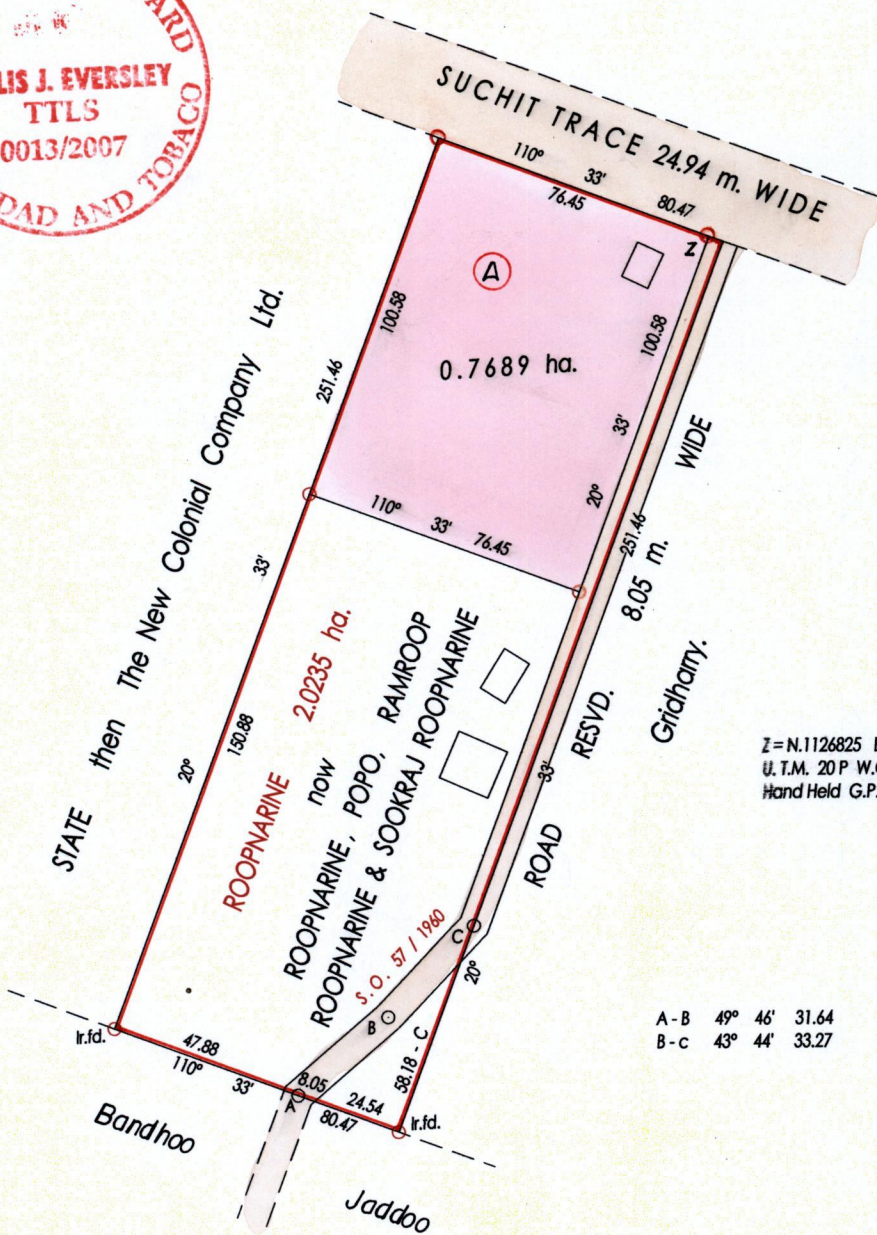 ARD
LIS J. EVERSLEY
TTLS
0013/2007
DAD AND TOBAGO
SUCHIT TRACE 24.94 m. WIDE
110° 33' 80.47
76.45
Z
A
100.58
251.46
100.58
0.7689 ha.
33'
20°
WIDE
251.46
8.05 m.
110° 33' 76.45
STATE then The New Colonial Company Ltd.
33'
20°
150.88
ROOPNARINE 2.0235 ha.
now
ROOPNARINE, POPO, RAMROOP
ROOPNARINE & SOOKRAJ ROOPNARINE
RESVD.
33'
Gridharry.
ROAD
Z=N.1126825
U.T.M. 20P
Hand Held G.P.
S.O. 57 / 1960
C
20°
B
58.18 - C
A-B 49° 46' 31.64
B-c 43° 44' 33.27
Ir.fd.
47.88
110° 33'
8.05
A
24.54
80.47
Ir.fd.
Bandhoo
Jaddoo